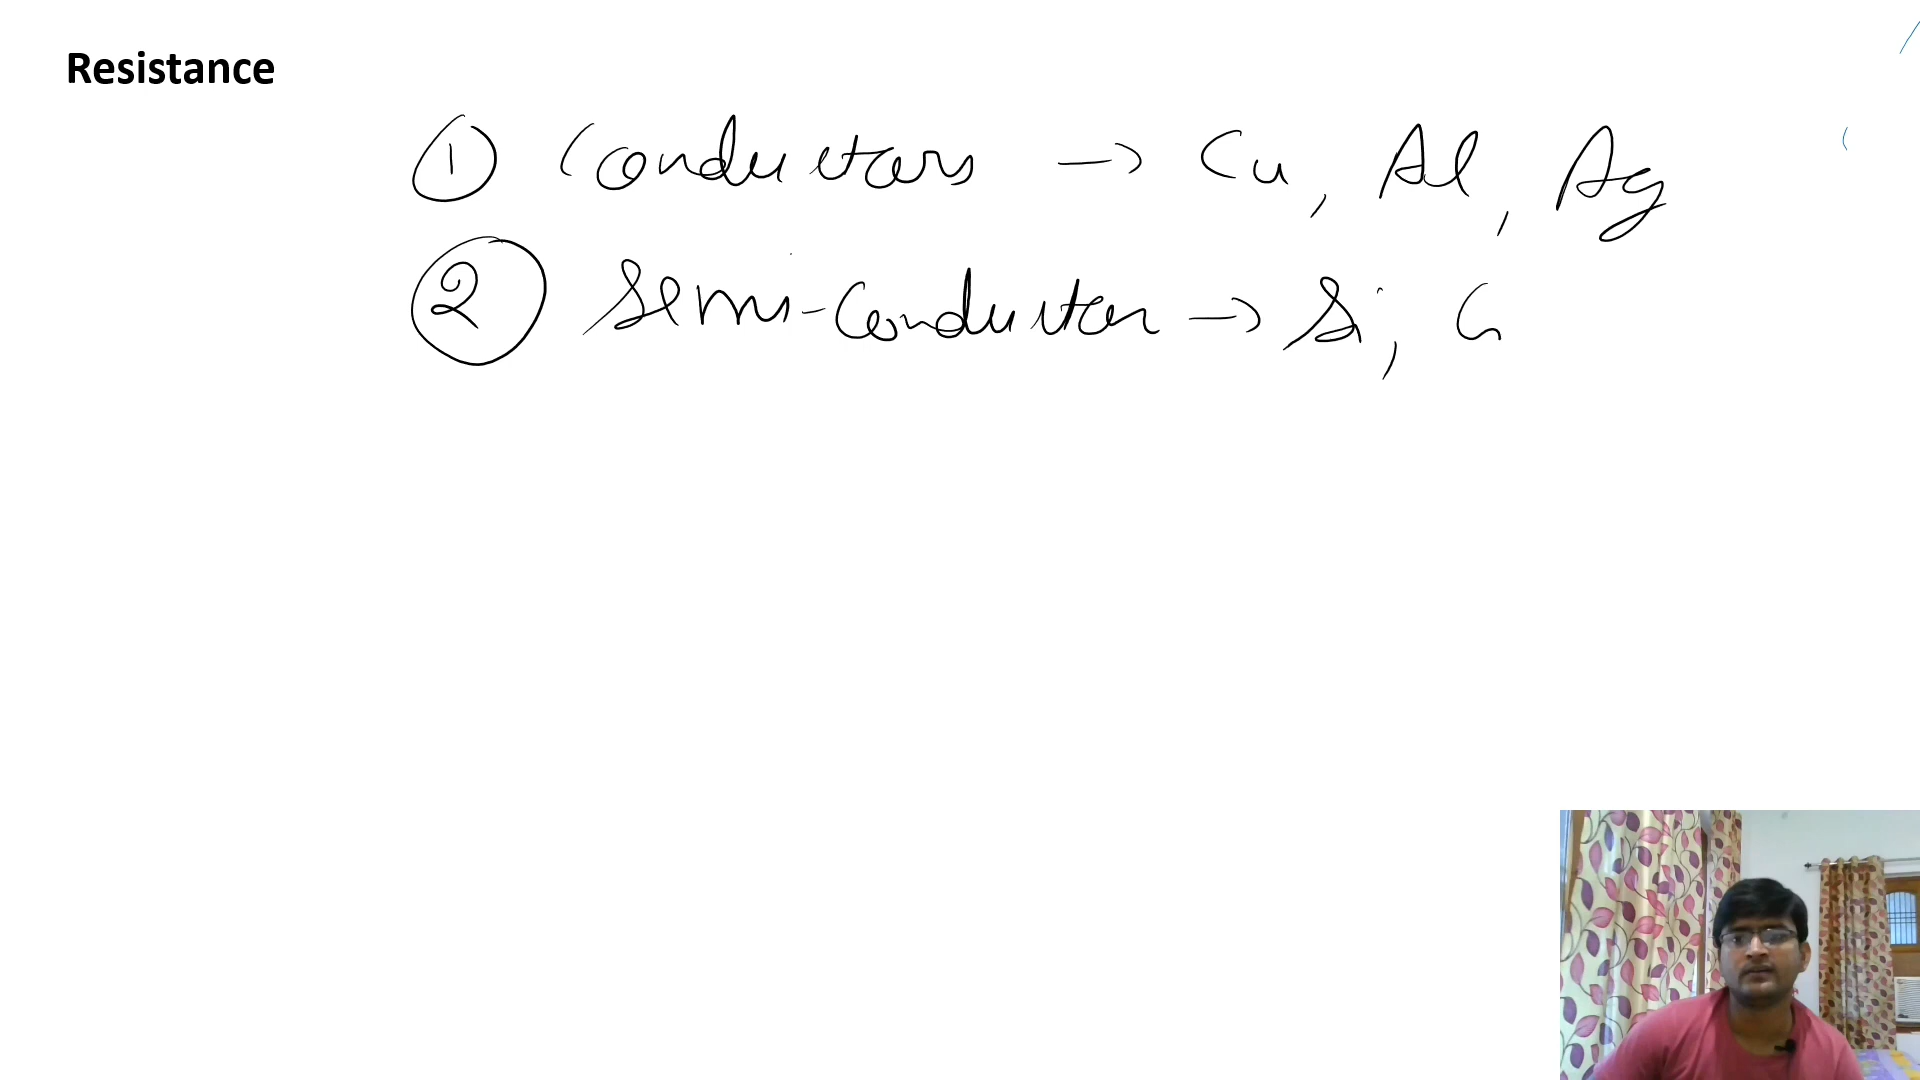 Resistance
① Conductors → Cu, Al, Ag
② Semi-Conductor → Si, G